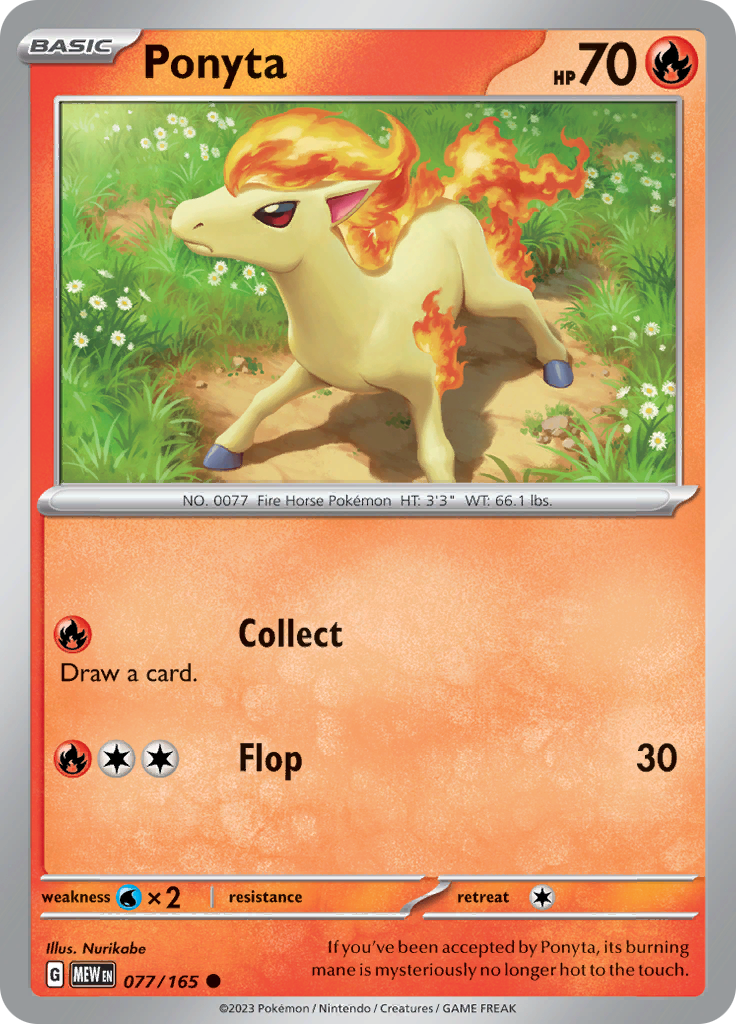 BASIC
Ponyta
HP 70
NO. 0077 Fire Horse Pokémon HT: 3'3" WT: 66.1 lbs.
Collect
Draw a card.
Flop 30
weakness ×2 resistance retreat
Illus. Nurikabe
If you've been accepted by Ponyta, its burning
mane is mysteriously no longer hot to the touch.
G MEW EN 077/165
©2023 Pokémon / Nintendo / Creatures / GAME FREAK